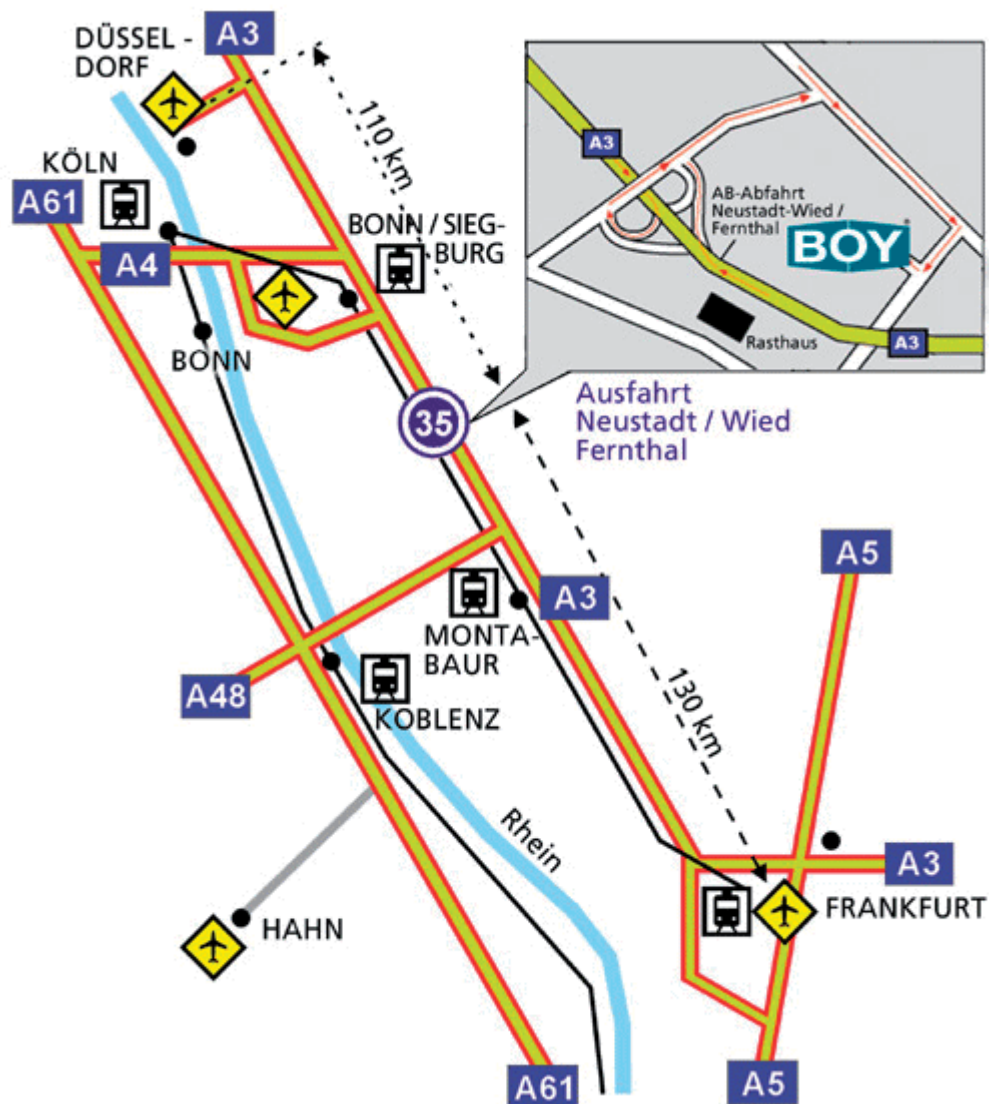 DÜSSEL -
DORF
A3
110 km
KÖLN
A61
A4
BONN / SIEG-
BURG
BONN
35
A3
AB-Abfahrt
Neustadt-Wied /
Fernthal
BOY®
Rasthaus
A3
Ausfahrt
Neustadt / Wied
Fernthal
A5
A3
MONTA-
BAUR
A48
KOBLENZ
130 km
Rhein
A3
FRANKFURT
HAHN
A61
A5